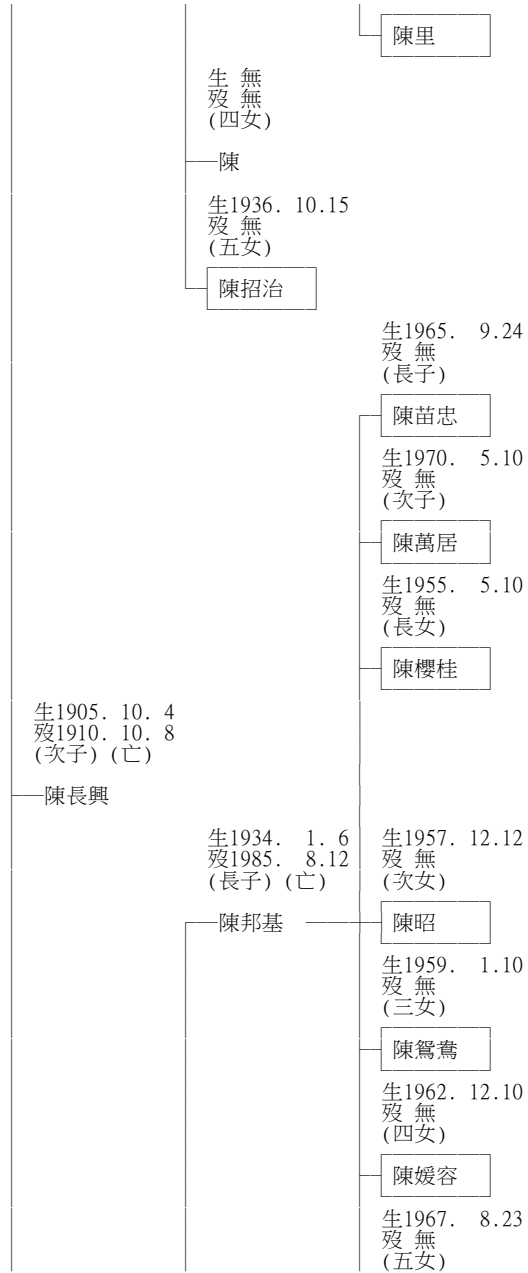 陳里
生 無
歿 無
(四女)
陳
生1936. 10.15
歿 無
(五女)
陳招治
生1965. 9.24
歿 無
(長子)
陳苗忠
生1970. 5.10
歿 無
(次子)
陳萬居
生1955. 5.10
歿 無
(長女)
陳櫻桂
生1905. 10. 4
歿1910. 10. 8
(次子)(亡)
陳長興
生1934. 1. 6
歿1985. 8.12
(長子)(亡)
陳邦基
生1957. 12.12
歿 無
(次女)
陳昭
生1959. 1.10
歿 無
(三女)
陳鴛鴦
生1962. 12.10
歿 無
(四女)
陳媛容
生1967. 8.23
歿 無
(五女)